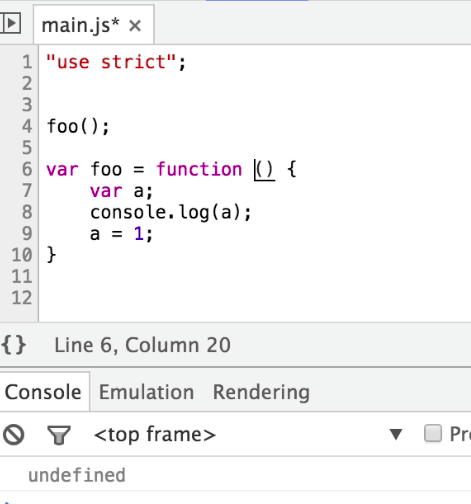 main.js* ×
1 "use strict";
2
3
4 foo();
5
6 var foo = function () {
7     var a;
8     console.log(a);
9     a = 1;
10 }
11
12
{} Line 6, Column 20
Console Emulation Rendering
<top frame> ▼
undefined